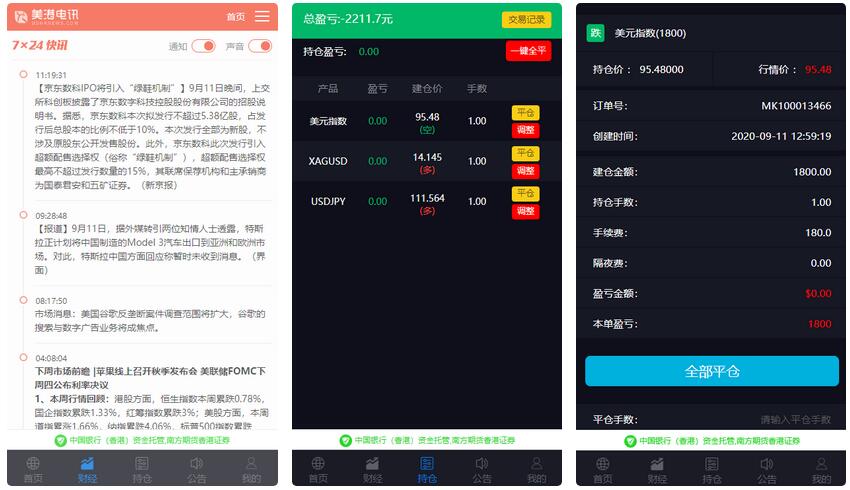 美港电讯
USHKNEWS.COM
首页
7×24 快讯
通知
声音
11:19:31
【京东数科IPO将引入“绿鞋机制”】9月11日晚间，上交
所科创板披露了京东数字科技控股股份有限公司的招股说
明书。据悉，京东数科本次拟发行不超过5.38亿股，占发
行后总股本的比例不低于10%。本次发行全部为新股，不
涉及原股东公开发售股份。此外，京东数科此次发行引入
超额配售选择权（俗称“绿鞋机制”），超额配售选择权
最高不超过发行数量的15%，其联席保荐机构和主承销商
为国泰君安和五矿证券。（新京报）
09:28:48
【报道】9月11日，据外媒转引两位知情人士透露，特斯
拉正计划将中国制造的Model 3汽车出口到亚洲和欧洲市
场。对此，特斯拉中国方面回应称暂时未收到消息。（界
面）
08:17:50
市场消息：美国谷歌反垄断案件调查范围将扩大，谷歌的
搜索与数字广告业务将成焦点。
04:08:04
下周市场前瞻 |苹果线上召开秋季发布会 美联储FOMC下
周四公布利率决议
1、本周行情回顾：港股方面，恒生指数本周累跌0.78%，
国企指数累跌1.33%，红筹指数累跌3%；美股方面，本周
道指累涨1.66%，纳指累跌4.06%，标普500指数累跌
中国银行（香港）资金托管,南方期货香港证券
首页 财经 持仓 公告 我的
总盈亏:-2211.7元
交易记录
持仓盈亏: 0.00
一键全平
产品 盈亏 建仓价 手数
美元指数 0.00 95.48 (空) 1.00 平仓 调整
XAGUSD 0.00 14.145 (多) 1.00 平仓 调整
USDJPY 0.00 111.564 (多) 1.00 平仓 调整
中国银行（香港）资金托管,南方期货香港证券
首页 财经 持仓 公告 我的
跌 美元指数(1800)
持仓价： 95.48000 行情价： 95.48
订单号: MK100013466
创建时间: 2020-09-11 12:59:19
建仓金额: 1800.00
持仓手数: 1.00
手续费: 180.0
隔夜费: 0.00
盈亏金额: $0.00
本单盈亏: 1800
全部平仓
平仓手数: 请输入平仓手数
中国银行（香港）资金托管,南方期货香港证券
首页 财经 持仓 公告 我的